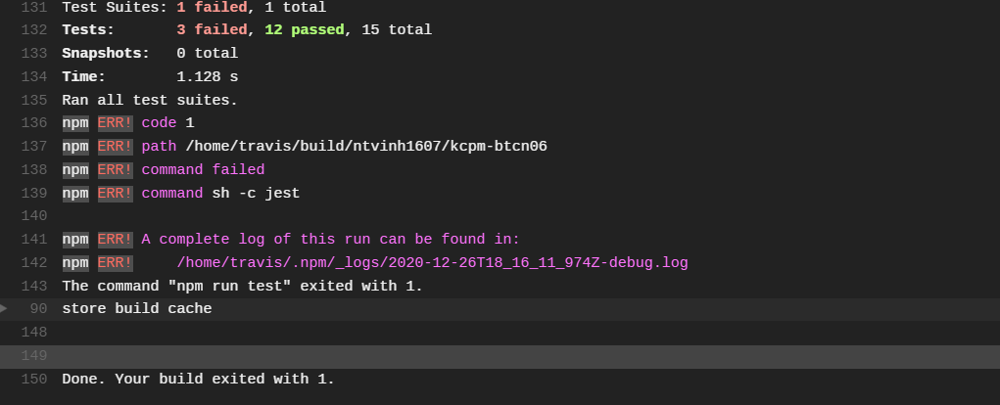 131 Test Suites: 1 failed, 1 total
132 Tests:       3 failed, 12 passed, 15 total
133 Snapshots:   0 total
134 Time:        1.128 s
135 Ran all test suites.
136 npm ERR! code 1
137 npm ERR! path /home/travis/build/ntvinh1607/kcpm-btcn06
138 npm ERR! command failed
139 npm ERR! command sh -c jest
140
141 npm ERR! A complete log of this run can be found in:
142 npm ERR!     /home/travis/.npm/_logs/2020-12-26T18_16_11_974Z-debug.log
143 The command "npm run test" exited with 1.
90 store build cache
148
149
150 Done. Your build exited with 1.